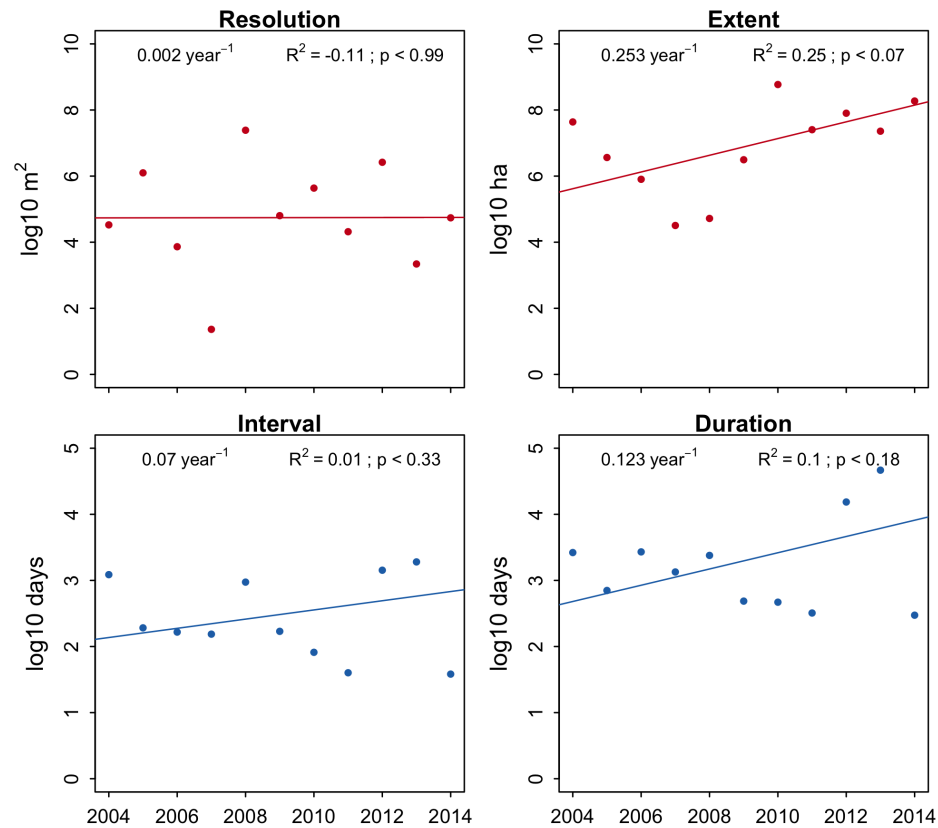 Resolution
0.002 year⁻¹ R² = -0.11 ; p < 0.99
log10 m²
10
8
6
4
2
0
Extent
0.253 year⁻¹ R² = 0.25 ; p < 0.07
log10 ha
10
8
6
4
2
0
Interval
0.07 year⁻¹ R² = 0.01 ; p < 0.33
log10 days
5
4
3
2
1
0
2004 2006 2008 2010 2012 2014
Duration
0.123 year⁻¹ R² = 0.1 ; p < 0.18
log10 days
5
4
3
2
1
0
2004 2006 2008 2010 2012 2014